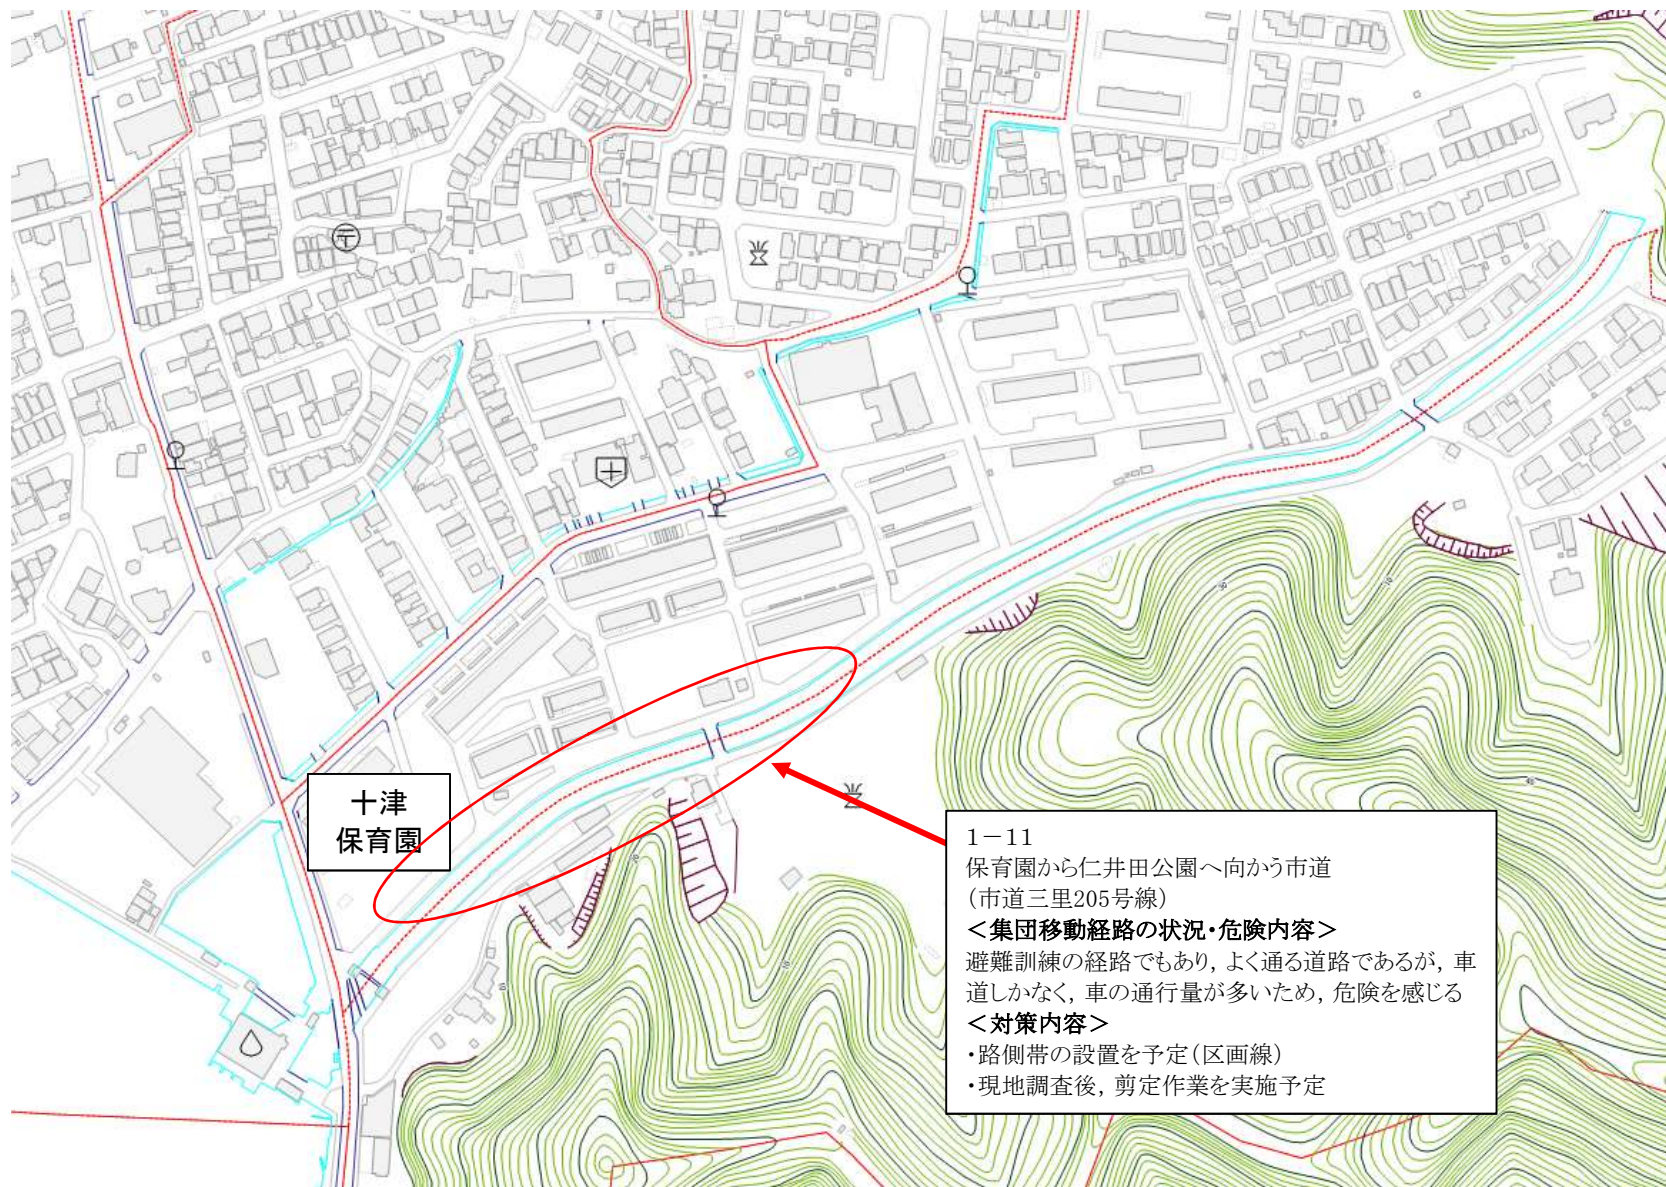 十津
保育園
1－11
保育園から仁井田公園へ向かう市道
（市道三里205号線）
＜集団移動経路の状況・危険内容＞
避難訓練の経路でもあり，よく通る道路であるが，車
道しかなく，車の通行量が多いため，危険を感じる
＜対策内容＞
・路側帯の設置を予定（区画線）
・現地調査後，剪定作業を実施予定